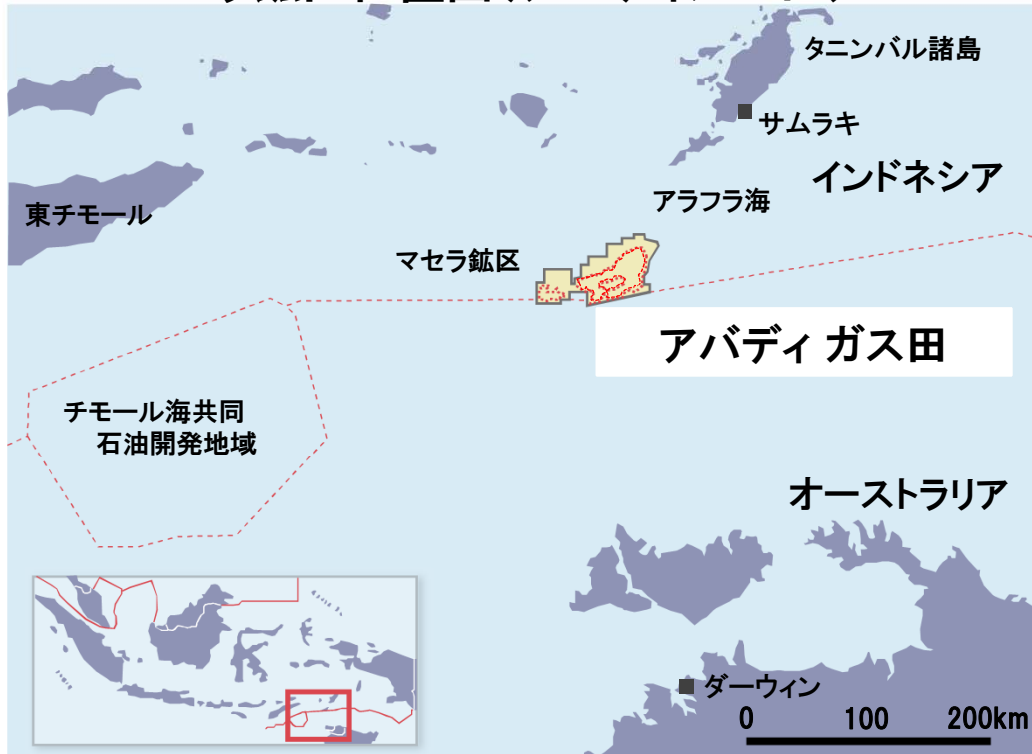 タニンバル諸島
サムラキ
インドネシア
アラフラ海
東チモール
マセラ鉱区
アバディ ガス田
チモール海共同
石油開発地域
オーストラリア
ダーウィン
0 100 200km